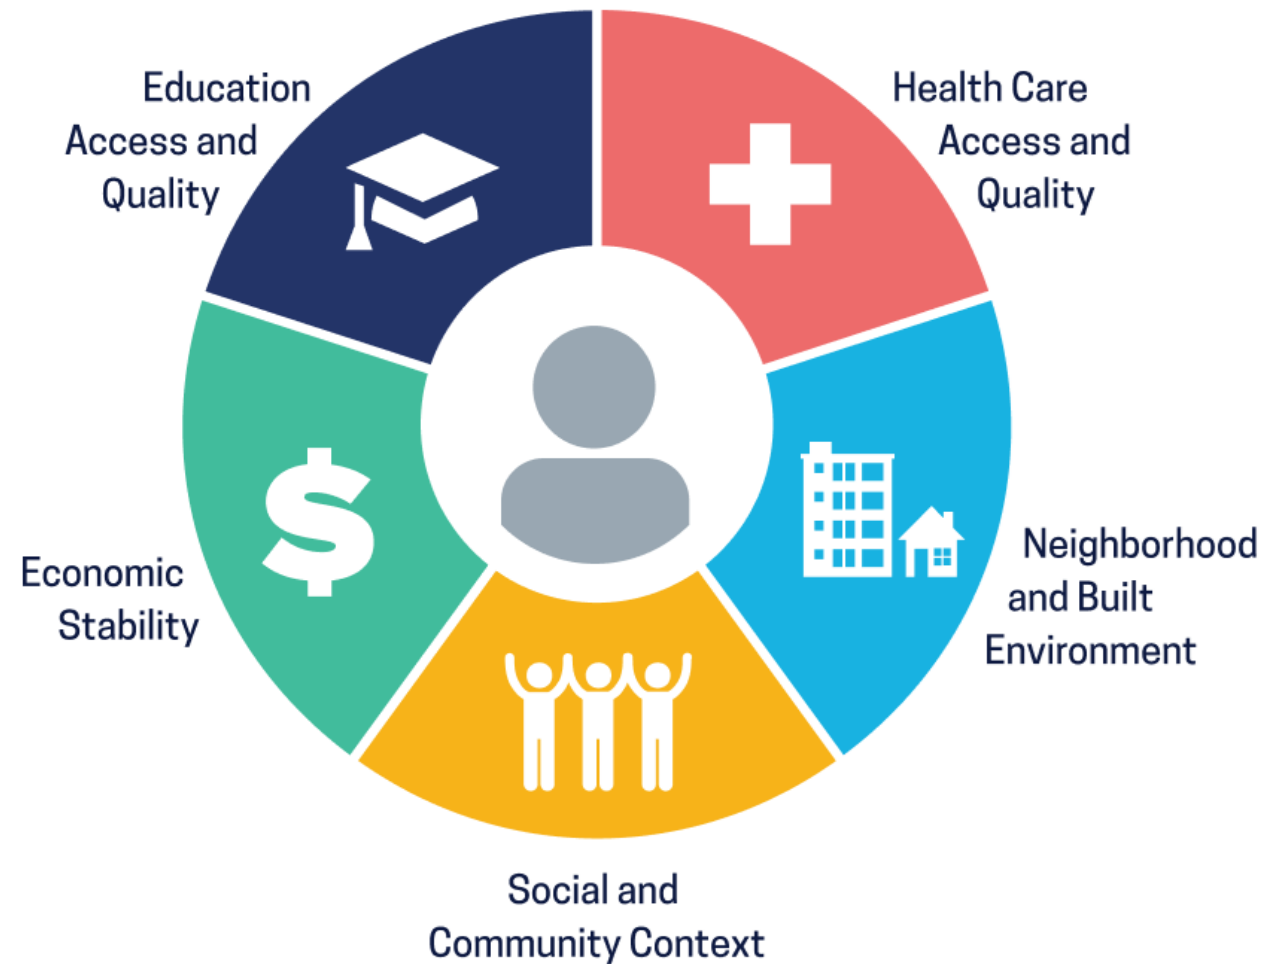 Education
Access and
Quality
Health Care
Access and
Quality
Economic
Stability
Neighborhood
and Built
Environment
Social and
Community Context